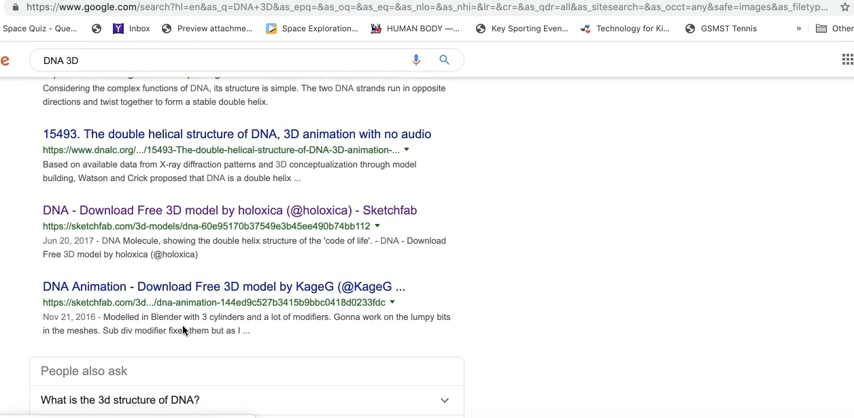 https://www.google.com/search?hl=en&as_q=DNA+3D&as_epq=&as_oq=&as_eq=&as_nlo=&as_nhi=&lr=&cr=&as_qdr=all&as_sitesearch=&as_occt=any&safe=images&as_filetyp...
Space Quiz - Que... Inbox Preview attachme... Space Exploration... HUMAN BODY —... Key Sporting Even... Technology for Ki... GSMST Tennis » Other
e DNA 3D
Considering the complex functions of DNA, its structure is simple. The two DNA strands run in opposite
directions and twist together to form a stable double helix.
15493. The double helical structure of DNA, 3D animation with no audio
https://www.dnalc.org/.../15493-The-double-helical-structure-of-DNA-3D-animation-...
Based on available data from X-ray diffraction patterns and 3D conceptualization through model
building, Watson and Crick proposed that DNA is a double helix ...
DNA - Download Free 3D model by holoxica (@holoxica) - Sketchfab
https://sketchfab.com/3d-models/dna-60e95170b37549e3b45ee490b74bb112
Jun 20, 2017 - DNA Molecule, showing the double helix structure of the 'code of life'. - DNA - Download
Free 3D model by holoxica (@holoxica)
DNA Animation - Download Free 3D model by KageG (@KageG ...
https://sketchfab.com/3d.../dna-animation-144ed9c527b3415b9bbc0418d0233fdc
Nov 21, 2016 - Modelled in Blender with 3 cylinders and a lot of modifiers. Gonna work on the lumpy bits
in the meshes. Sub div modifier fixed them but as I ...
People also ask
What is the 3d structure of DNA?